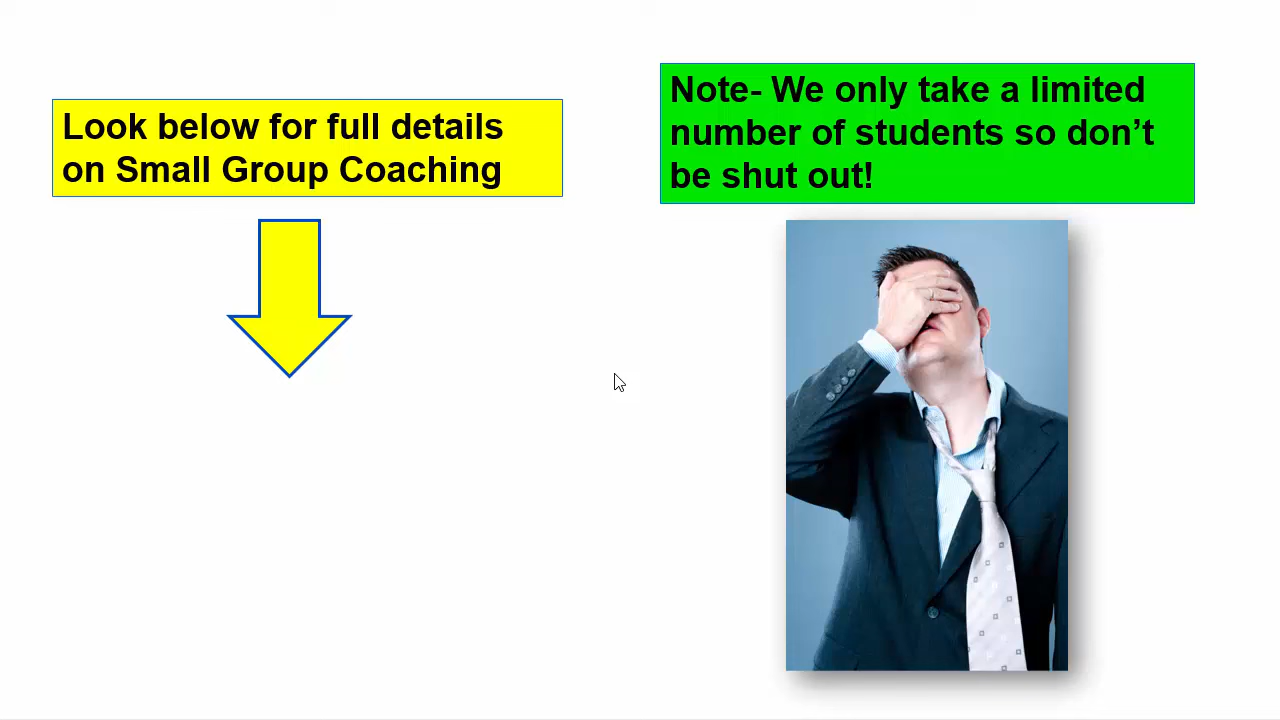 Look below for full details
on Small Group Coaching
Note- We only take a limited
number of students so don’t
be shut out!